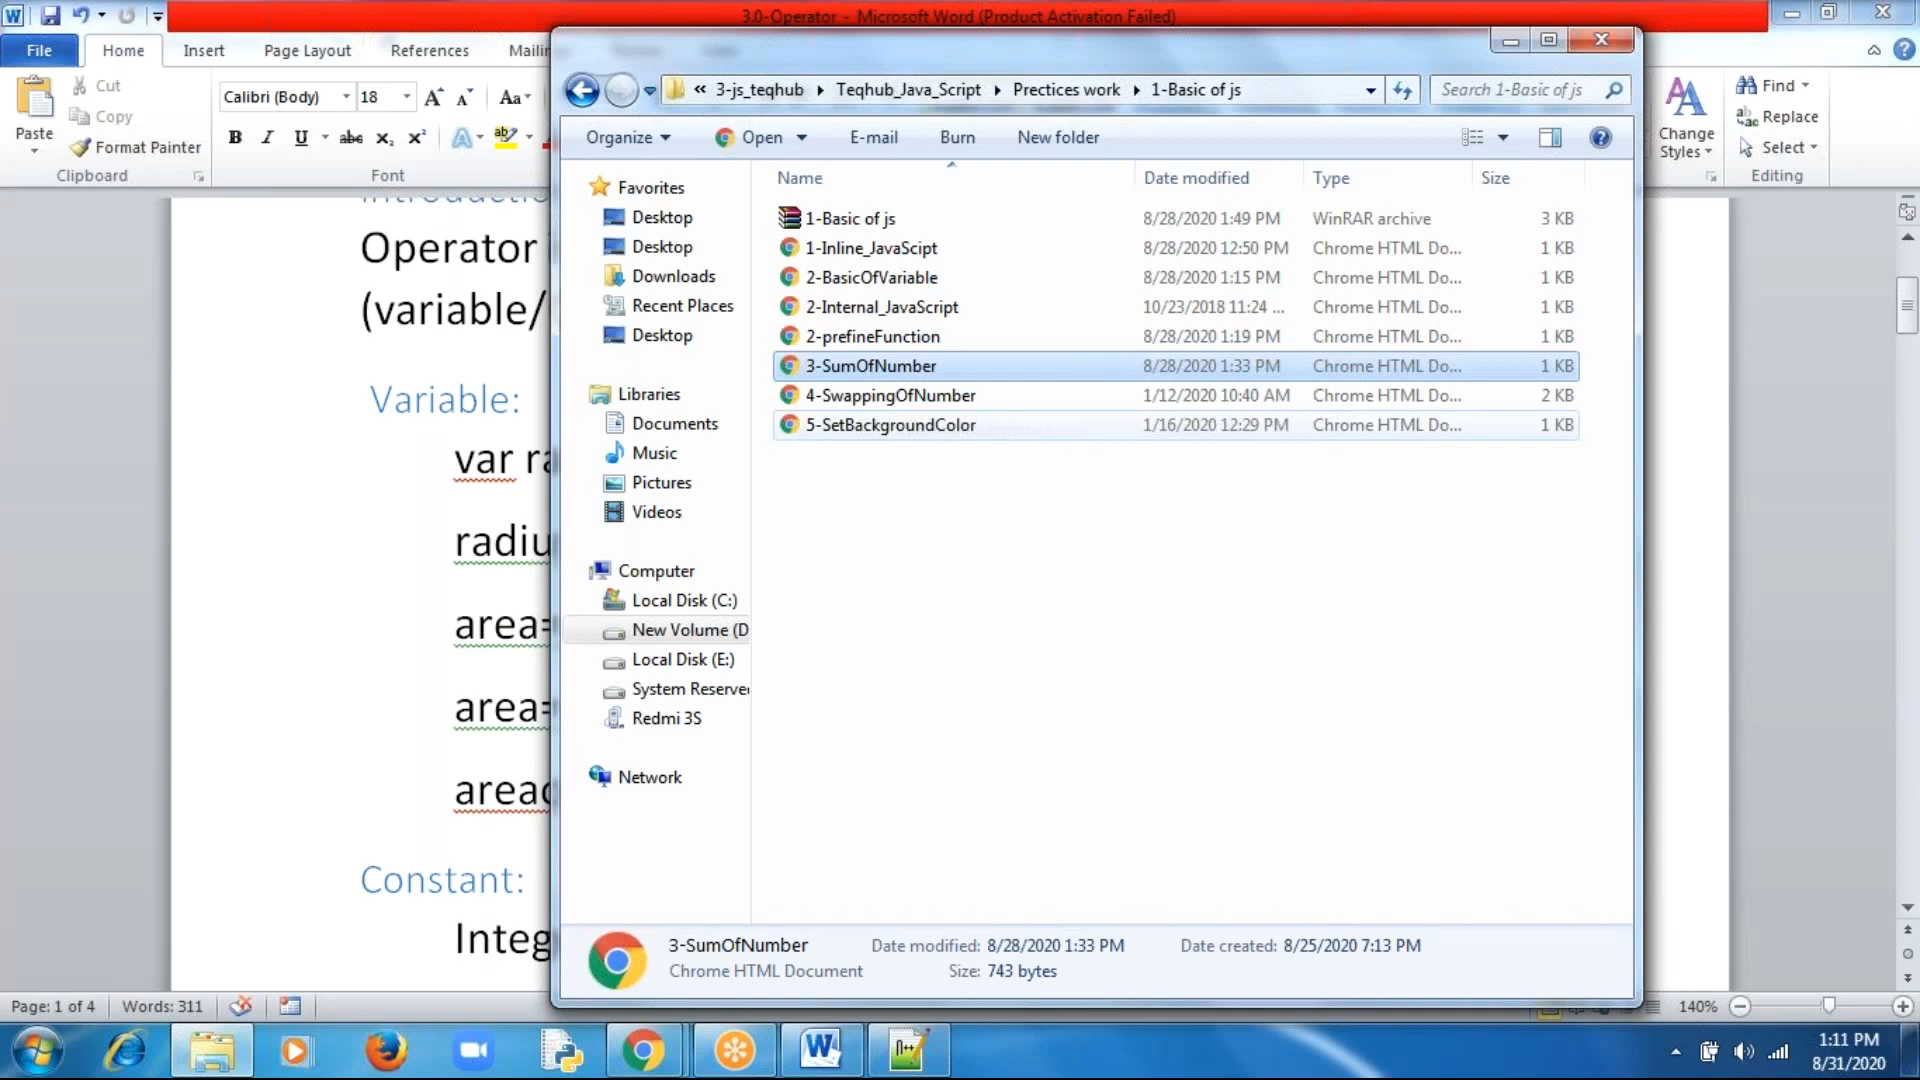 3.0-Operator - Microsoft Word (Product Activation Failed)
File Home Insert Page Layout References
Cut
Copy
Format Painter
Paste
Clipboard
Calibri (Body) 18
Font
Change Styles
Find
Replace
Select
Editing
« 3-js_teqhub Teqhub_Java_Script Prectices work 1-Basic of js
Search 1-Basic of js
Organize Open E-mail Burn New folder
Name Date modified Type Size
1-Basic of js 8/28/2020 1:49 PM WinRAR archive 3 KB
1-Inline_JavaScipt 8/28/2020 12:50 PM Chrome HTML Do... 1 KB
2-BasicOfVariable 8/28/2020 1:15 PM Chrome HTML Do... 1 KB
2-Internal_JavaScript 10/23/2018 11:24 ... Chrome HTML Do... 1 KB
2-prefineFunction 8/28/2020 1:19 PM Chrome HTML Do... 1 KB
3-SumOfNumber 8/28/2020 1:33 PM Chrome HTML Do... 1 KB
4-SwappingOfNumber 1/12/2020 10:40 AM Chrome HTML Do... 2 KB
5-SetBackgroundColor 1/16/2020 12:29 PM Chrome HTML Do... 1 KB
Favorites
Desktop
Desktop
Downloads
Recent Places
Desktop
Libraries
Documents
Music
Pictures
Videos
Computer
Local Disk (C:)
New Volume (D
Local Disk (E:)
System Reserve
Redmi 3S
Network
3-SumOfNumber Date modified: 8/28/2020 1:33 PM Date created: 8/25/2020 7:13 PM
Chrome HTML Document Size: 743 bytes
Operator
(variable/
Variable:
var ra
radiu
area=
area=
Constant:
Integ
Page: 1 of 4 Words: 311
140%
1:11 PM
8/31/2020